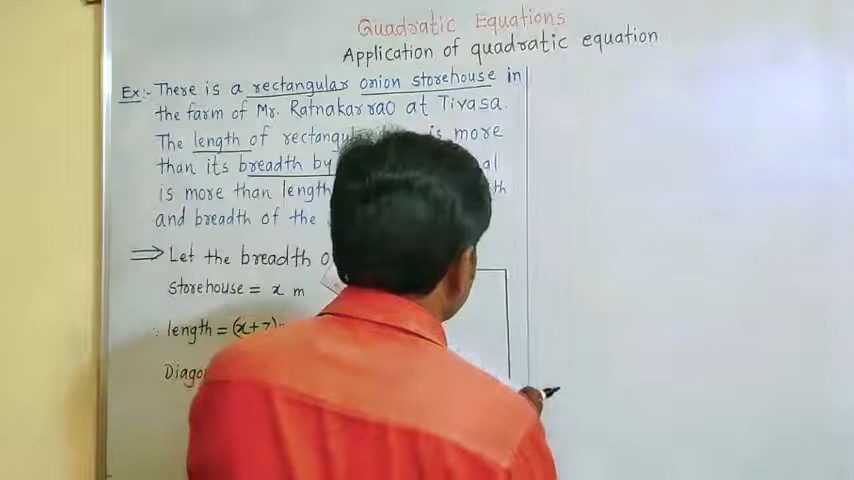 Quadratic Equations
Application of quadratic equation
Ex:- There is a rectangular onion storehouse in
the farm of Mr. Ratnakarrao at Tivasa.
The length of rectangular is more
than its breadth by
is more than length
and breadth of the
⇒ Let the breadth
storehouse = x m
∴ length = (x+7)